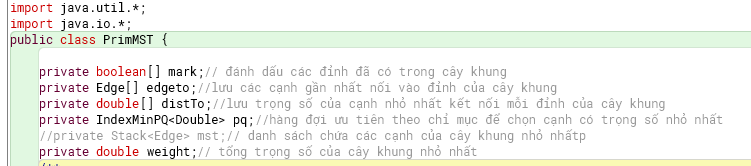 import java.util.*;
import java.io.*;
public class PrimMST {
private boolean[] mark;// đánh dấu các đỉnh đã có trong cây khung
private Edge[] edgeto;//lưu các cạnh gần nhất nối vào đỉnh của cây khung
private double[] distTo;//lưu trọng số của cạnh nhỏ nhất kết nối mỗi đỉnh của cây khung
private IndexMinPQ<Double> pq;//hàng đợi ưu tiên theo chỉ mục để chọn cạnh có trọng số nhỏ nhất
//private Stack<Edge> mst;// danh sách chứa các cạnh của cây khung nhỏ nhấtp
private double weight;// tổng trọng số của cây khung nhỏ nhất